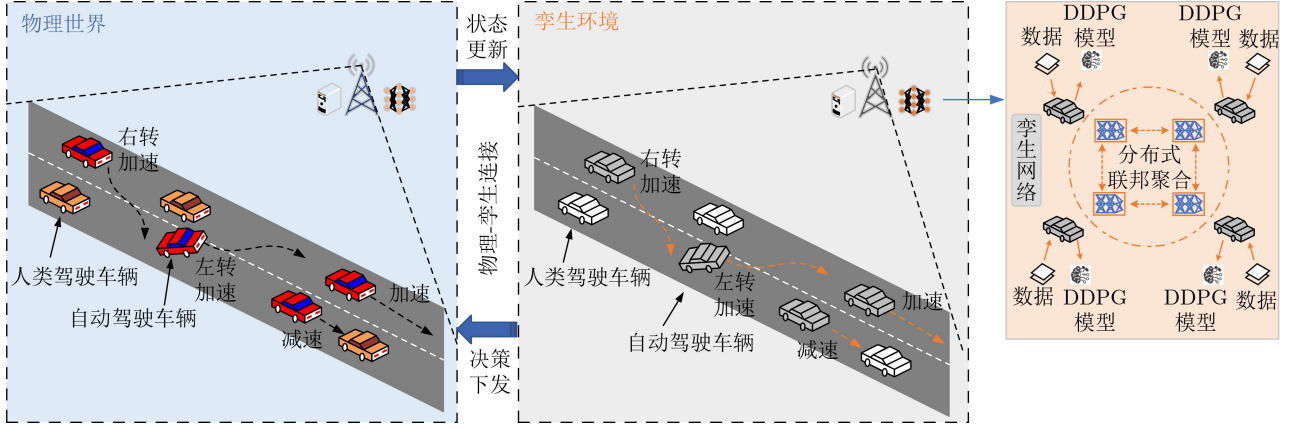 物理世界
右转
加速
人类驾驶车辆
自动驾驶车辆
左转
加速
减速
加速
状态
更新
物理-孪生连接
决策
下发
孪生环境
右转
加速
人类驾驶车辆
自动驾驶车辆
左转
加速
减速
加速
孪生网络
数据
DDPG
模型
DDPG
模型
数据
分布式
联邦聚合
数据
DDPG
模型
DDPG
模型
数据